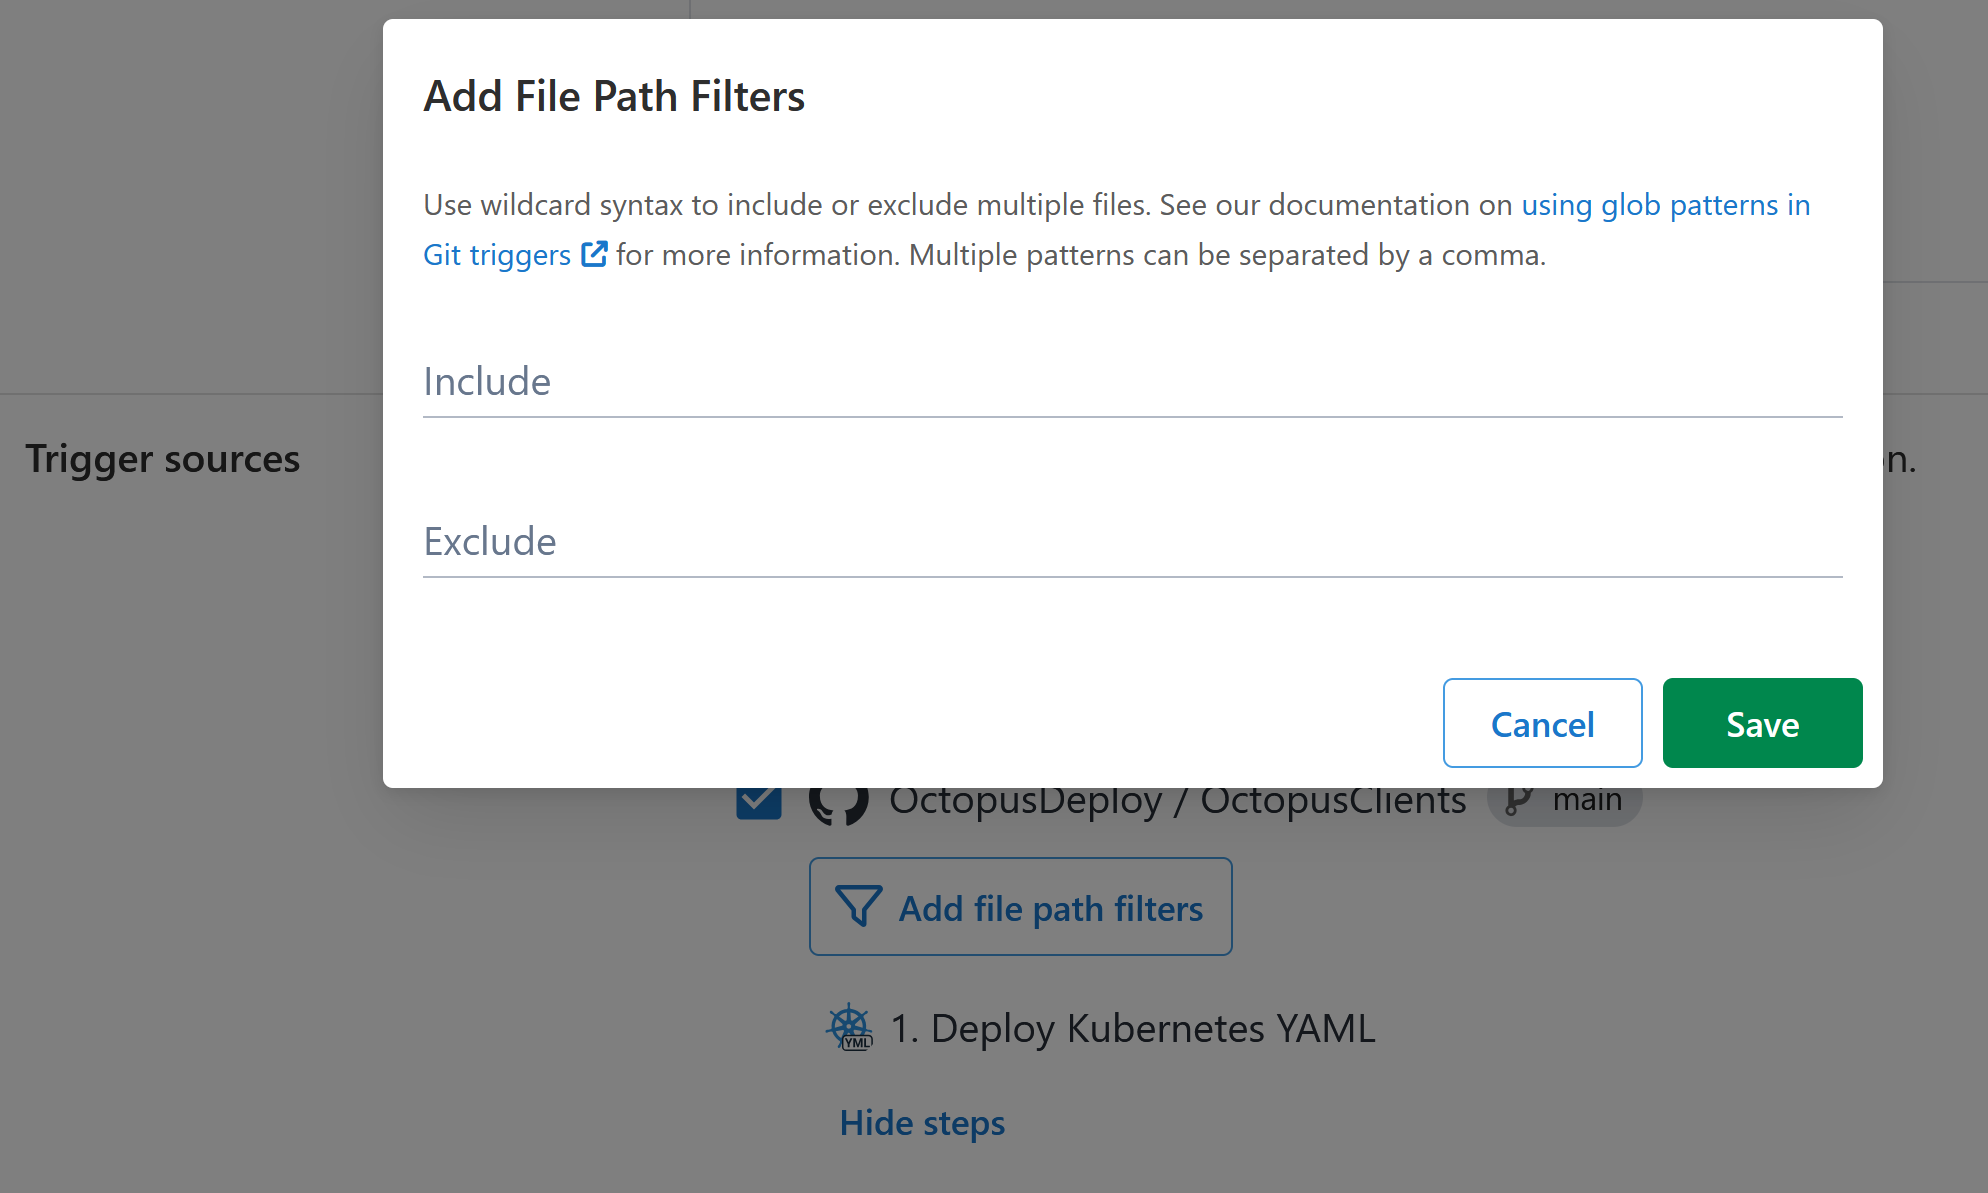 Add File Path Filters
Use wildcard syntax to include or exclude multiple files. See our documentation on using glob patterns in
Git triggers for more information. Multiple patterns can be separated by a comma.
Include
Trigger sources
Exclude
Cancel
Save
OctopusDeploy / OctopusClients
main
Add file path filters
YML
1. Deploy Kubernetes YAML
Hide steps